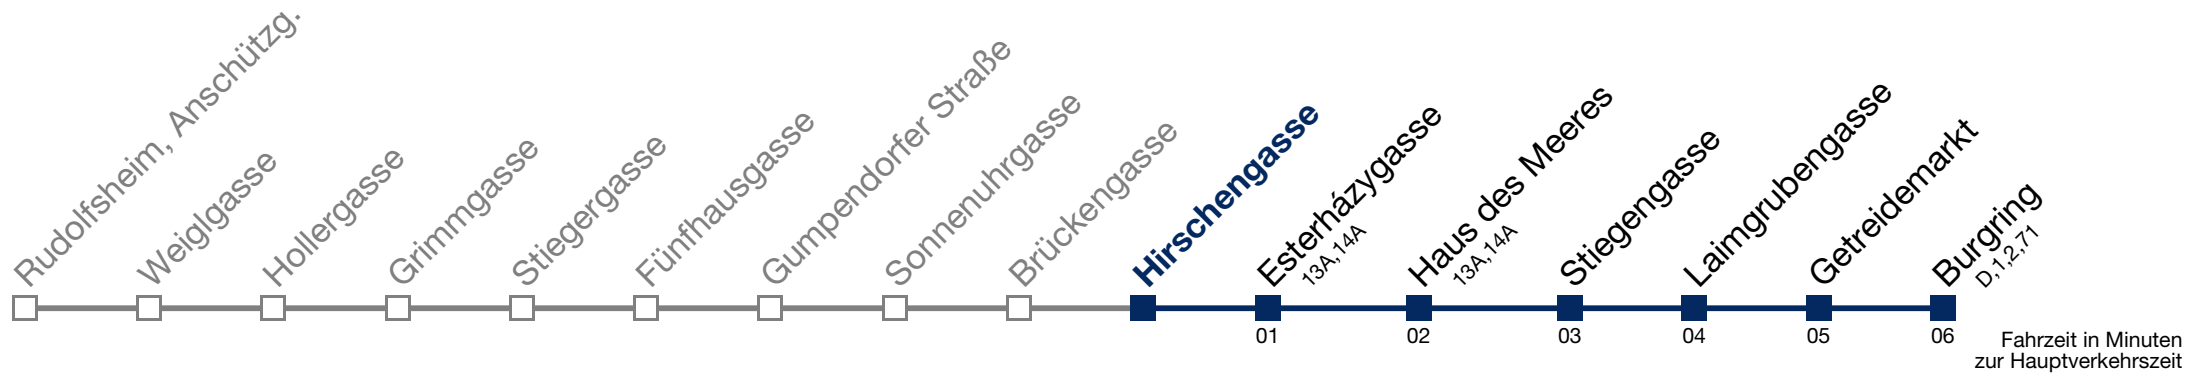 Rudolfsheim, Anschützg.
Weiglgasse
Hollergasse
Grimmgasse
Stiegergasse
Fünfhausgasse
Gumpendorfer Straße
Sonnenuhrgasse
Brückengasse
Hirschengasse
Esterházygasse
13A,14A
Haus des Meeres
13A,14A
Stiegengasse
Laimgrubengasse
Getreidemarkt
Burgring
D,1,2,71
01
02
03
04
05
06
Fahrzeit in Minuten
zur Hauptverkehrszeit